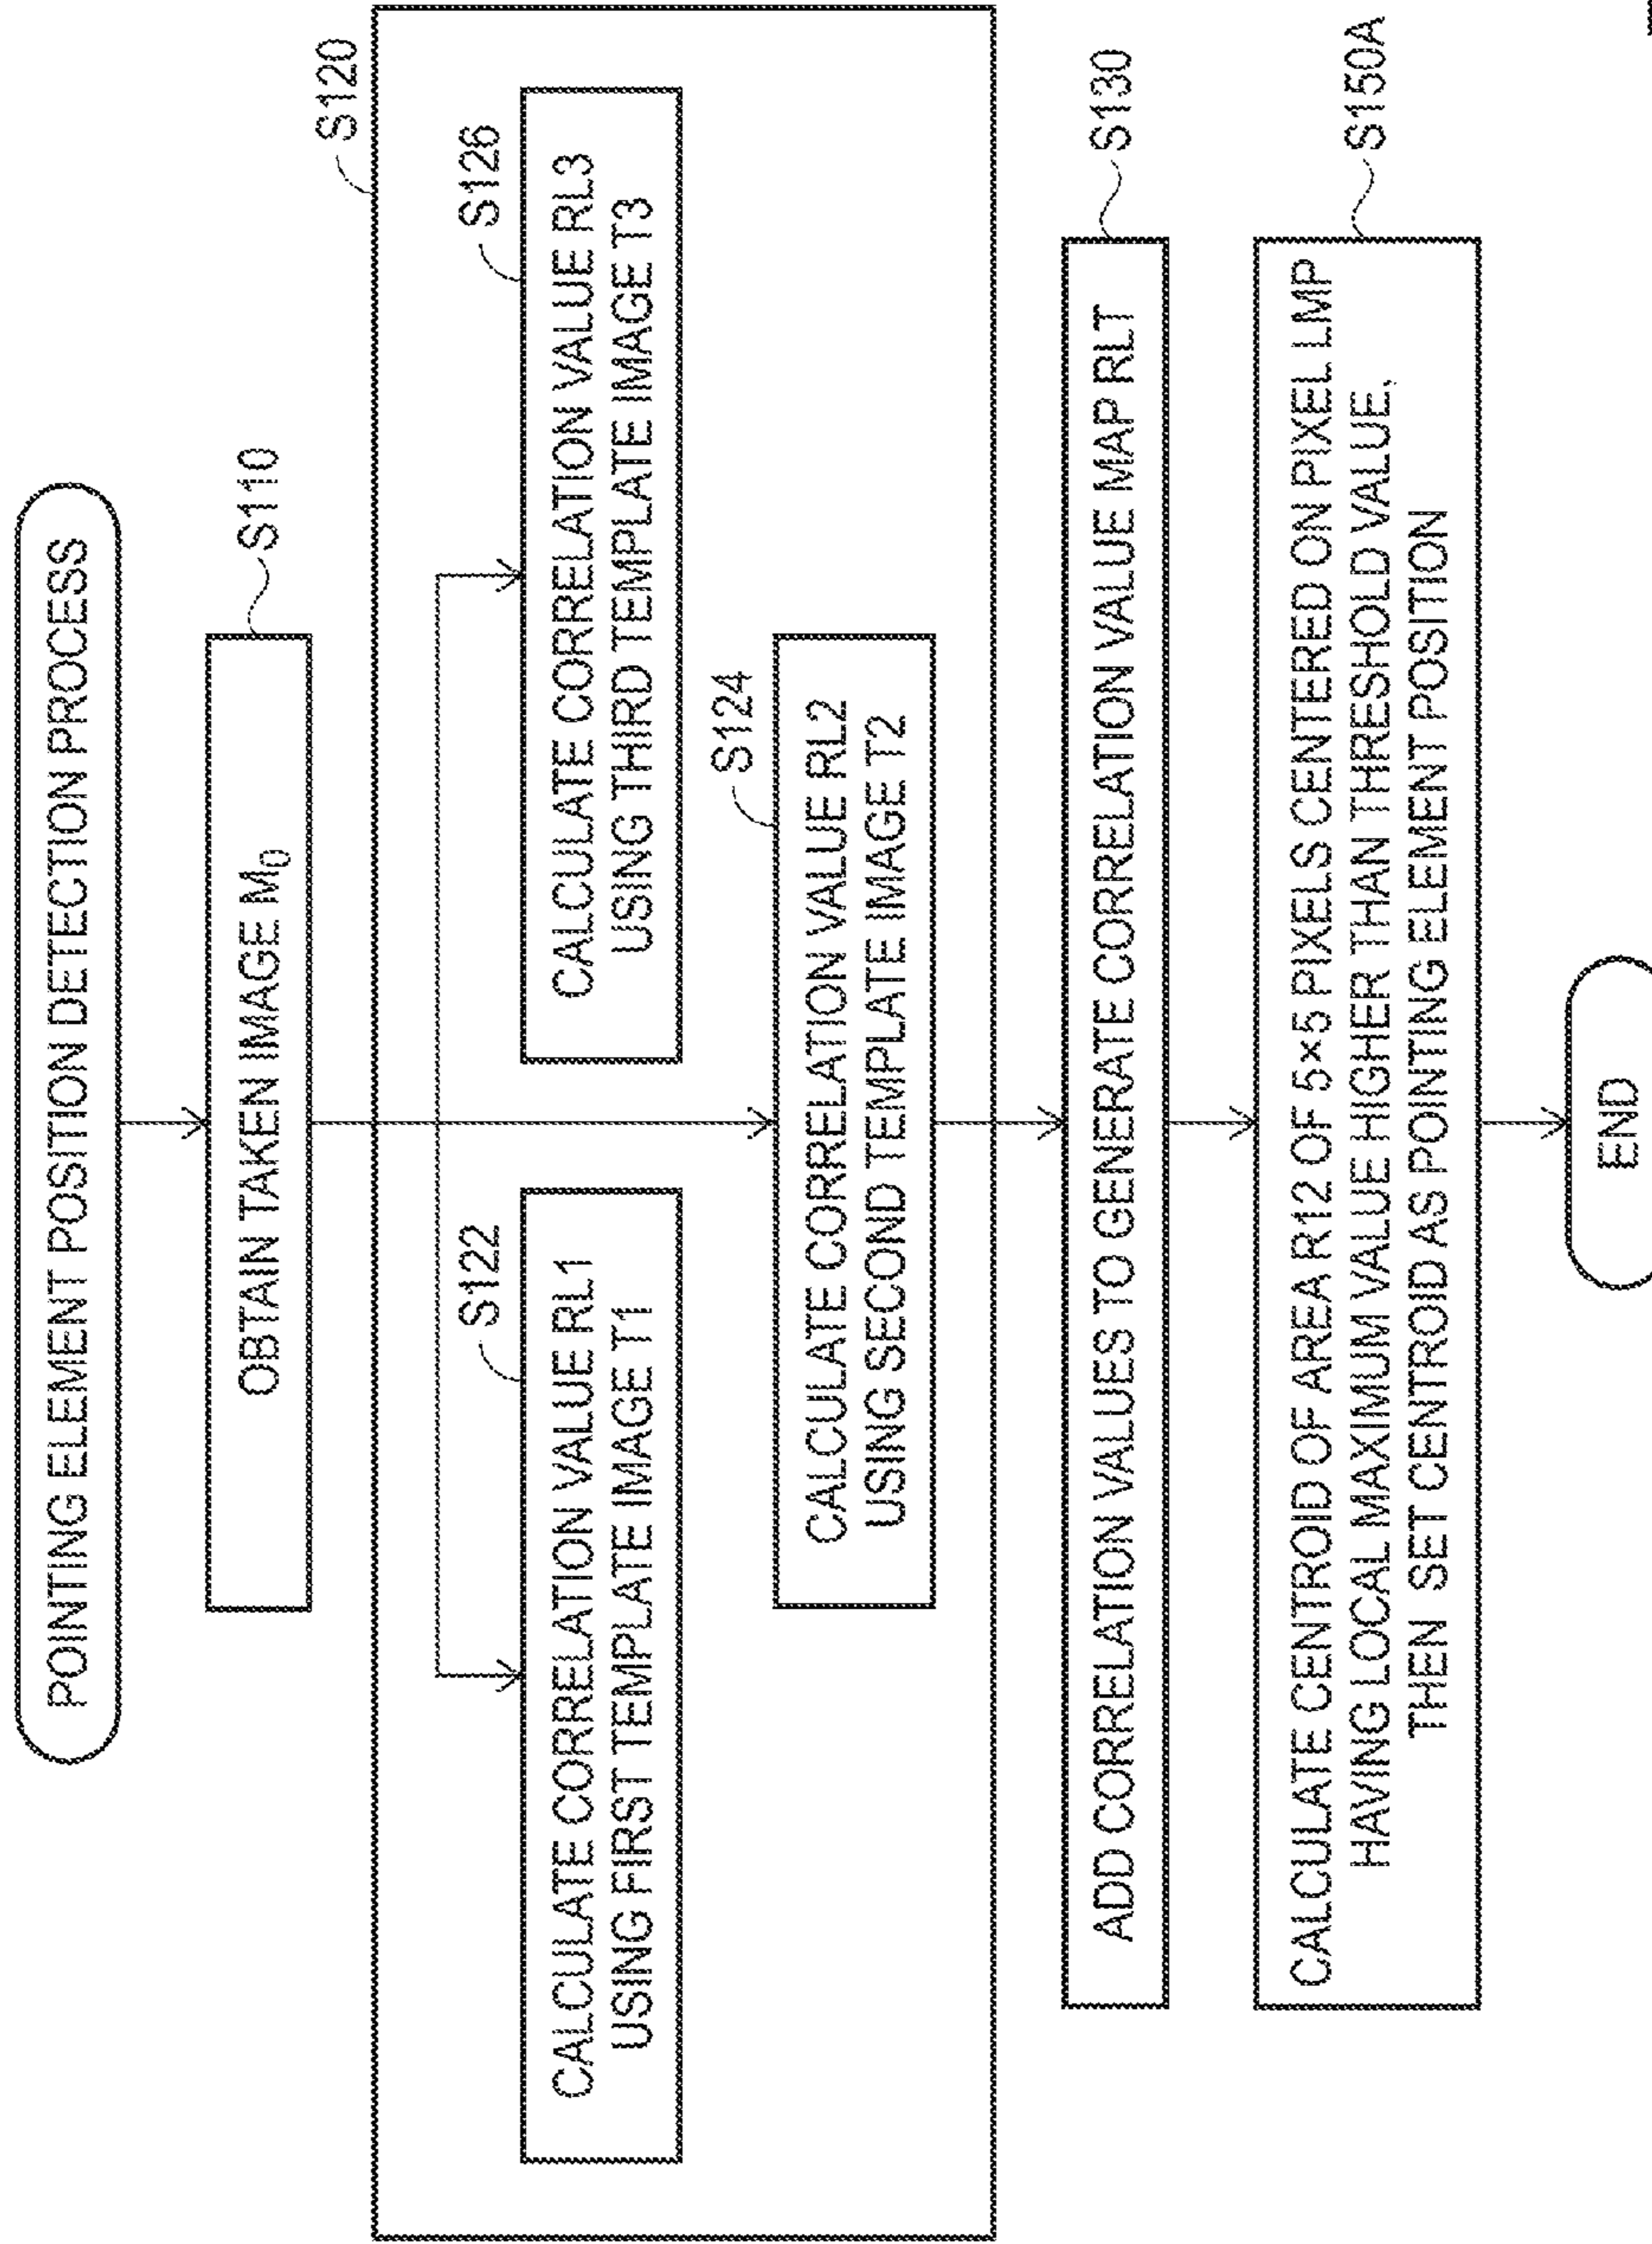 POINTING ELEMENT POSITION DETECTION PROCESS
S110
OBTAIN TAKEN IMAGE M0
S120
S122
CALCULATE CORRELATION VALUE RL1
USING FIRST TEMPLATE IMAGE T1
S126
CALCULATE CORRELATION VALUE RL3
USING THIRD TEMPLATE IMAGE T3
S124
CALCULATE CORRELATION VALUE RL2
USING SECOND TEMPLATE IMAGE T2
S130
ADD CORRELATION VALUES TO GENERATE CORRELATION VALUE MAP RLT
S150A
CALCULATE CENTROID OF AREA R12 OF 5×5 PIXELS CENTERED ON PIXEL LMP
HAVING LOCAL MAXIMUM VALUE HIGHER THAN THRESHOLD VALUE,
THEN SET CENTROID AS POINTING ELEMENT POSITION
END